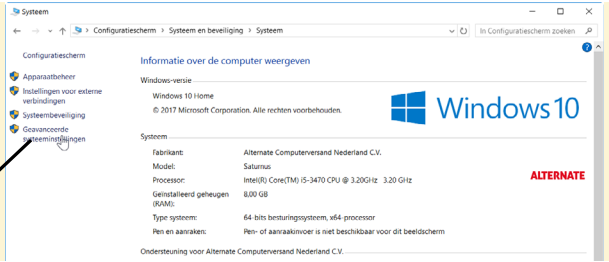 Systeem
Configuratiescherm > Systeem en beveiliging > Systeem
In Configuratiescherm zoeken
Configuratiescherm
Apparaatbeheer
Instellingen voor externe
verbindingen
Systeembeveiliging
Geavanceerde
systeeminstellingen
Informatie over de computer weergeven
Windows-versie
Windows 10 Home
© 2017 Microsoft Corporation. Alle rechten voorbehouden.
Windows 10
Systeem
Fabrikant: Alternate Computerversand Nederland C.V.
Model: Saturnus
Processor: Intel(R) Core(TM) i5-3470 CPU @ 3.20GHz 3.20 GHz
Geïnstalleerd geheugen 8,00 GB
(RAM):
Type systeem: 64-bits besturingssysteem, x64-processor
Pen en aanraken: Pen- of aanraakinvoer is niet beschikbaar voor dit beeldscherm
ALTERNATE
Ondersteuning voor Alternate Computerversand Nederland C.V.